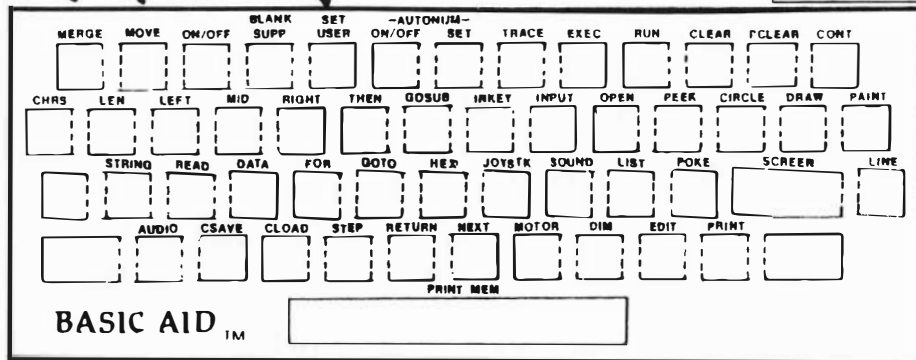 BLANK SET -AUTONUM-
MERGE MOVE ON/OFF SUPP USER ON/OFF SET TRACE EXEC RUN CLEAR PCLEAR CONT
CHRS LEN LEFT MID RIGHT THEN GOSUB INKEY INPUT OPEN PEEK CIRCLE DRAW PAINT
STRING READ DATA FOR GOTO HEX JOYSTK SOUND LIST POKE SCREEN LINE
AUDIO CSAVE CLOAD STEP RETURN NEXT MOTOR DIM EDIT PRINT
PRINT MEM
BASIC AID TM